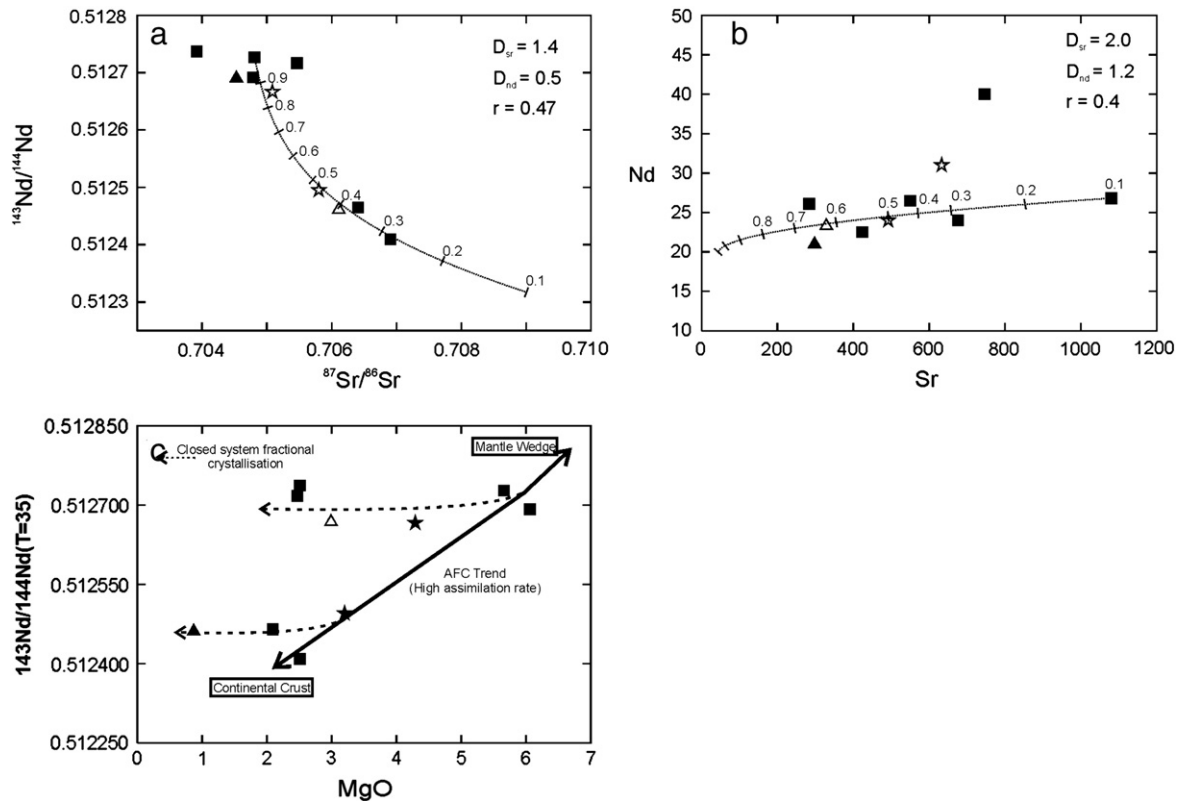 a
D_sr = 1.4
D_nd = 0.5
r = 0.47
0.5128
0.5127
0.5126
0.5125
0.5124
0.5123
143Nd/144Nd
0.9
0.8
0.7
0.6
0.5
0.4
0.3
0.2
0.1
0.704
0.706
0.708
0.710
87Sr/86Sr
b
D_sr = 2.0
D_nd = 1.2
r = 0.4
50
45
40
35
30
25
20
15
10
Nd
0.8
0.7
0.6
0.5
0.4
0.3
0.2
0.1
0
200
400
600
800
1000
1200
Sr
C
Closed system fractional
crystallisation
Mantle Wedge
AFC Trend
(High assimilation rate)
Continental Crust
0.512850
0.512700
0.512550
0.512400
0.512250
143Nd/144Nd(T=35)
0
1
2
3
4
5
6
7
MgO